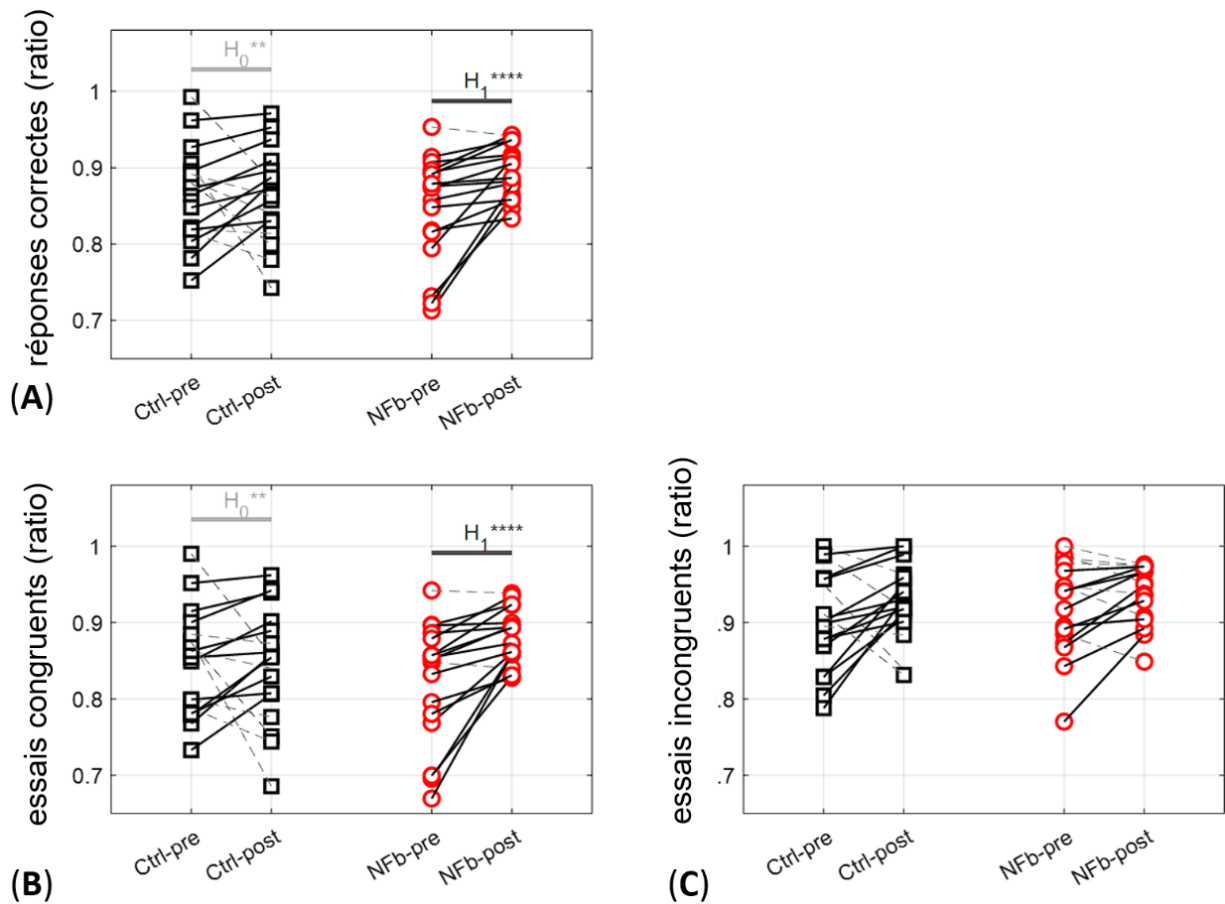 réponses correctes (ratio)
1
0.9
0.8
0.7
H0**
H1****
Ctrl-pre
Ctrl-post
NFb-pre
NFb-post
(A)
essais congruents (ratio)
1
0.9
0.8
0.7
H0**
H1****
Ctrl-pre
Ctrl-post
NFb-pre
NFb-post
(B)
essais incongruents (ratio)
1
.9
.8
.7
Ctrl-pre
Ctrl-post
NFb-pre
NFb-post
(C)